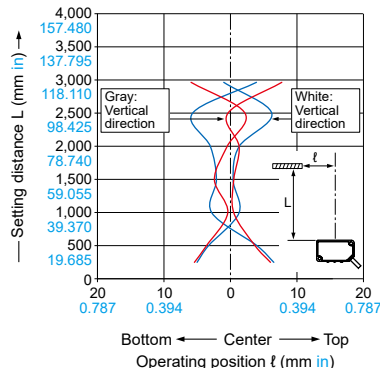 Setting distance L (mm in)
4,000
157.480
3,500
137.795
3,000
118.110
2,500
98.425
2,000
78.740
1,500
59.055
1,000
39.370
500
19.685
0
Gray:
Vertical
direction
White:
Vertical
direction
ℓ
L
20 10 0 10 20
0.787 0.394 0.394 0.787
Bottom Center Top
Operating position ℓ (mm in)